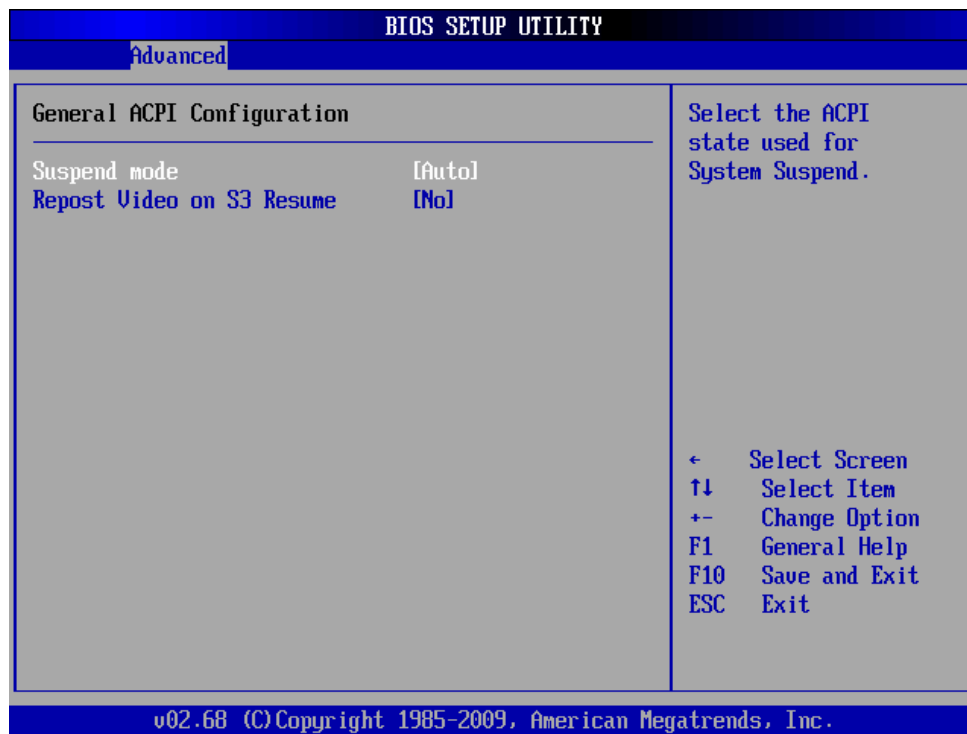 BIOS SETUP UTILITY
Advanced
General ACPI Configuration
Suspend mode [Auto]
Repost Video on S3 Resume [No]
Select the ACPI
state used for
System Suspend.
← Select Screen
↑↓ Select Item
+- Change Option
F1 General Help
F10 Save and Exit
ESC Exit
v02.68 (C)Copyright 1985-2009, American Megatrends, Inc.